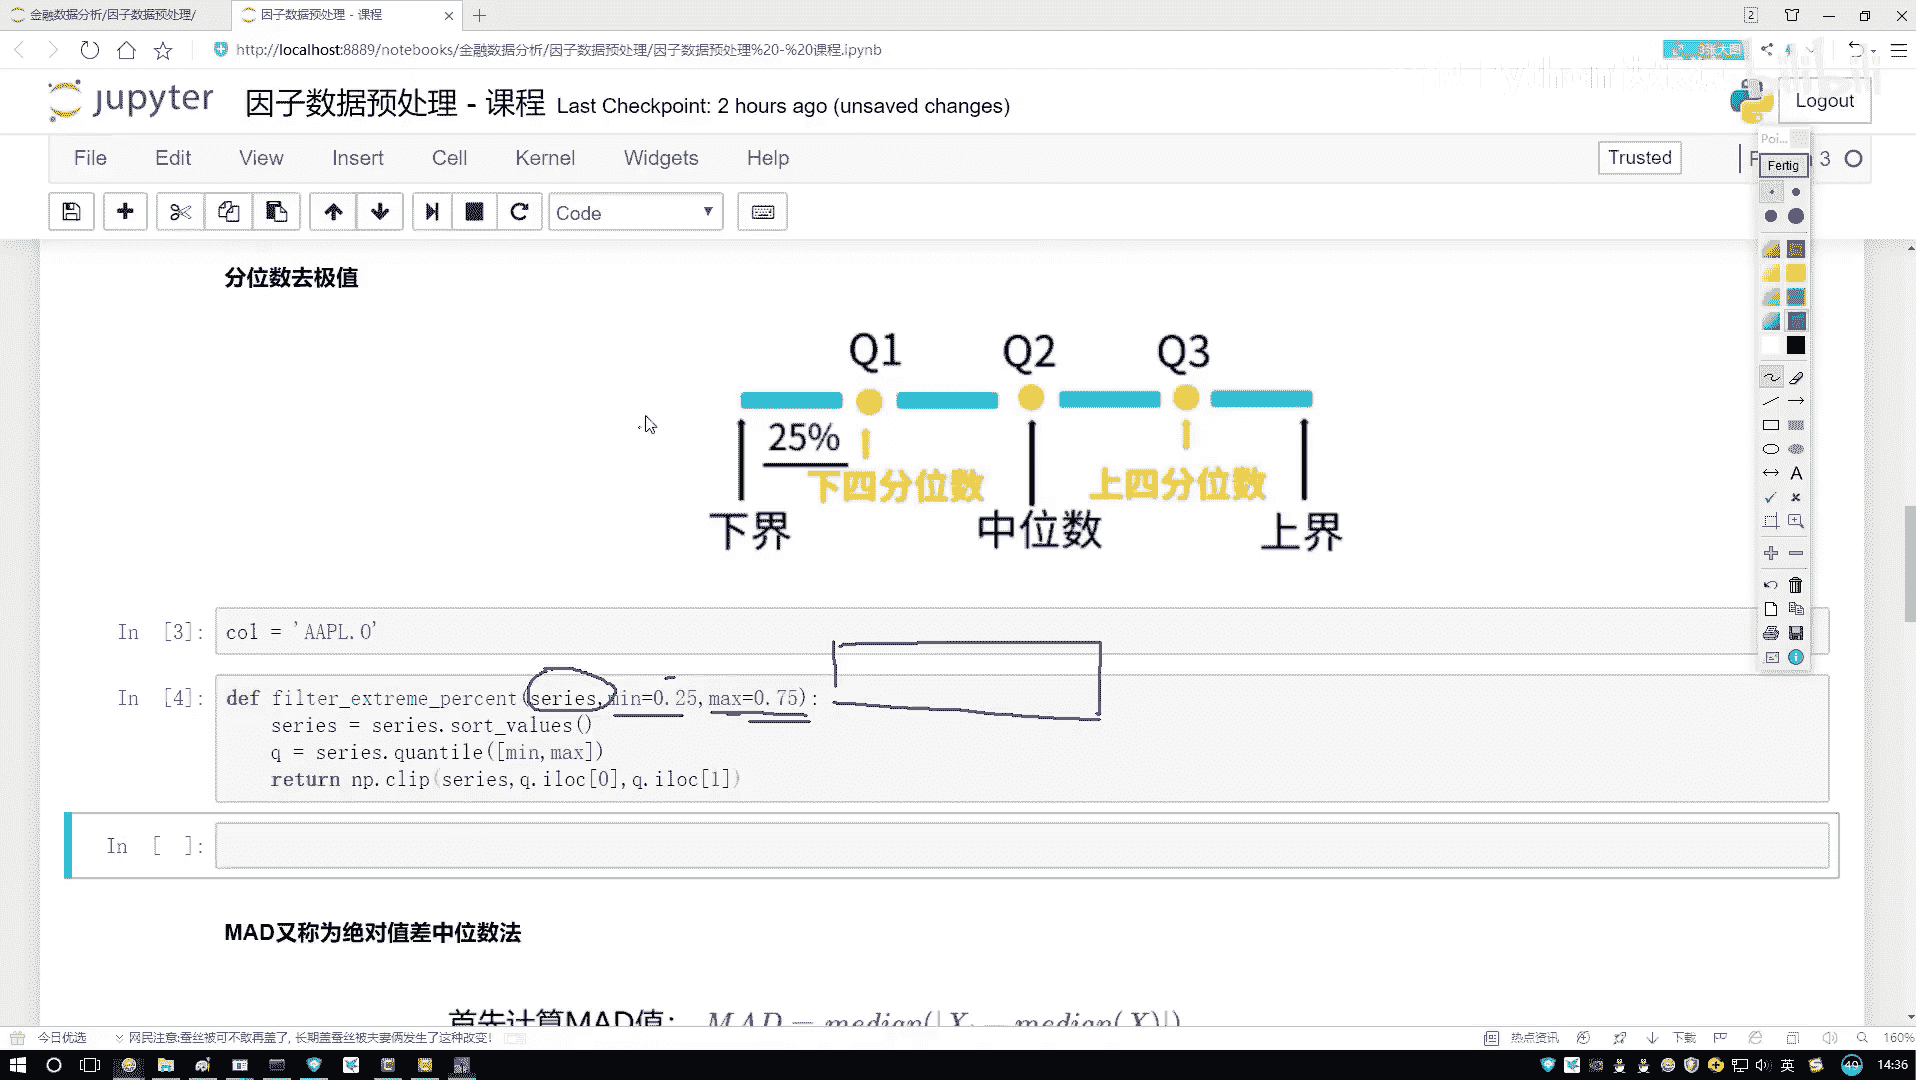 金融数据分析/因子数据预处理/
因子数据预处理 - 课程
2
http://localhost:8889/notebooks/金融数据分析/因子数据预处理/因子数据预处理%20-%20课程.ipynb
jupyter
因子数据预处理 - 课程 Last Checkpoint: 2 hours ago (unsaved changes)
Logout
File Edit View Insert Cell Kernel Widgets Help
Trusted
3
Poi...
Fertig
Code
分位数去极值
Q1 Q2 Q3
25%
下四分位数 上四分位数
下界 中位数 上界
In [3]: col = 'AAPL.O'
In [4]: def filter_extreme_percent(series,min=0.25,max=0.75):
series = series.sort_values()
q = series.quantile([min,max])
return np.clip(series,q.iloc[0],q.iloc[1])
In [ ]:
MAD又称为绝对值差中位数法
首先计算MAD值: MAD = median(|Xi − median(X)|)
今日优选 网民注意:蚕丝被可不敢再盖了, 长期盖蚕丝被夫妻俩发生了这种改变!
热点资讯 下载 160%
英 49 14:36